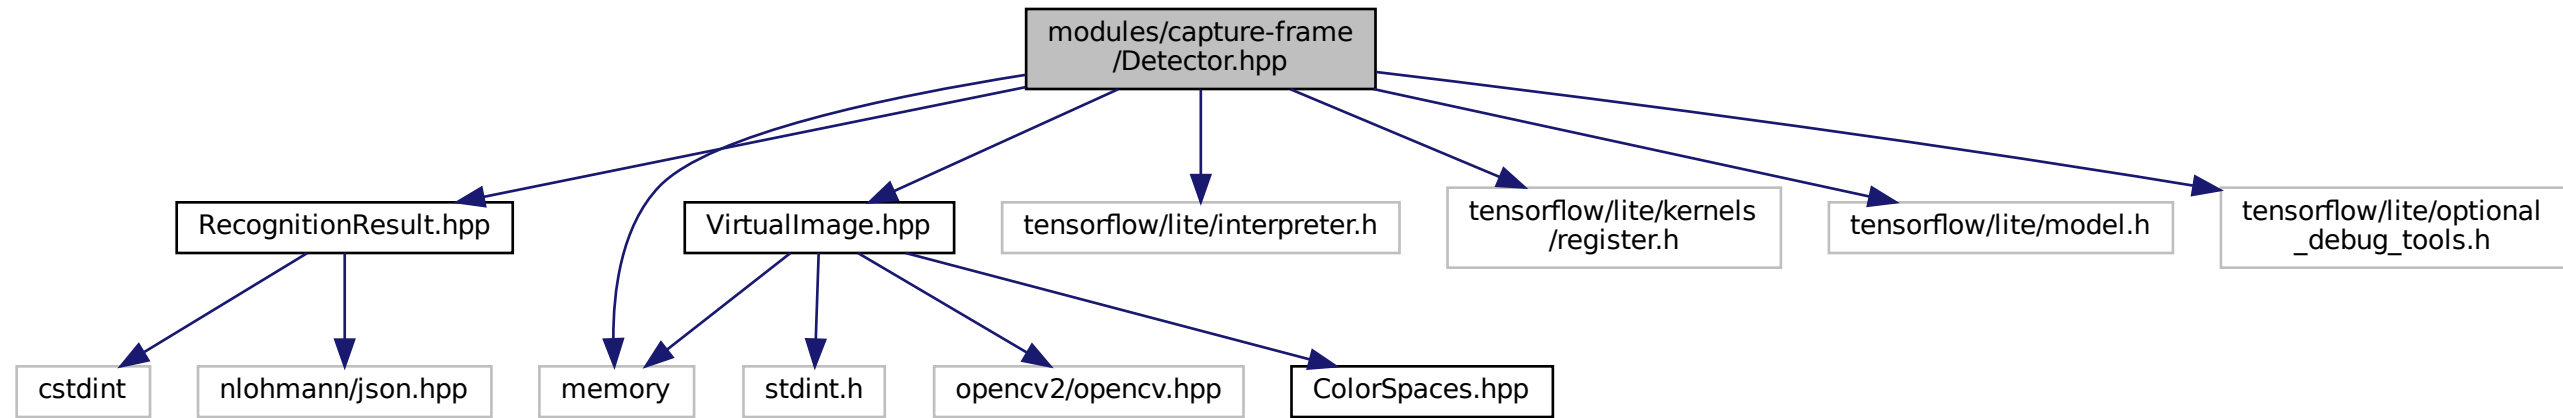 modules/capture-frame
/Detector.hpp
RecognitionResult.hpp
VirtualImage.hpp
tensorflow/lite/interpreter.h
tensorflow/lite/kernels
/register.h
tensorflow/lite/model.h
tensorflow/lite/optional
_debug_tools.h
cstdint
nlohmann/json.hpp
memory
stdint.h
opencv2/opencv.hpp
ColorSpaces.hpp